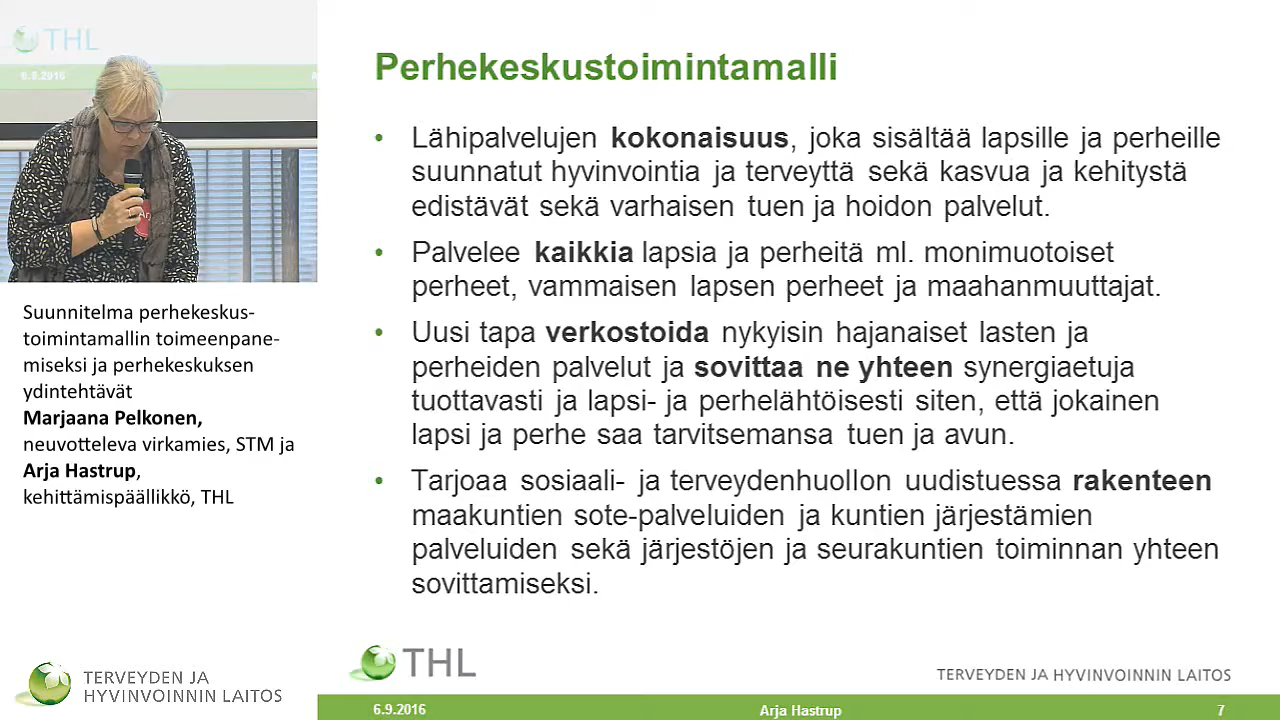 THL
6.9.2016
Suunnitelma perhekeskus-
toimintamallin toimeenpane-
miseksi ja perhekeskuksen
ydintehtävät
Marjaana Pelkonen,
neuvotteleva virkamies, STM ja
Arja Hastrup,
kehittämispäällikkö, THL
TERVEYDEN JA
HYVINVOINNIN LAITOS
Perhekeskustoimintamalli
• Lähipalvelujen kokonaisuus, joka sisältää lapsille ja perheille
suunnatut hyvinvointia ja terveyttä sekä kasvua ja kehitystä
edistävät sekä varhaisen tuen ja hoidon palvelut.
• Palvelee kaikkia lapsia ja perheitä ml. monimuotoiset
perheet, vammaisen lapsen perheet ja maahanmuuttajat.
• Uusi tapa verkostoida nykyisin hajanaiset lasten ja
perheiden palvelut ja sovittaa ne yhteen synergiaetuja
tuottavasti ja lapsi- ja perhelähtöisesti siten, että jokainen
lapsi ja perhe saa tarvitsemansa tuen ja avun.
• Tarjoaa sosiaali- ja terveydenhuollon uudistuessa rakenteen
maakuntien sote-palveluiden ja kuntien järjestämien
palveluiden sekä järjestöjen ja seurakuntien toiminnan yhteen
sovittamiseksi.
THL
TERVEYDEN JA HYVINVOINNIN LAITOS
6.9.2016
Arja Hastrup
7